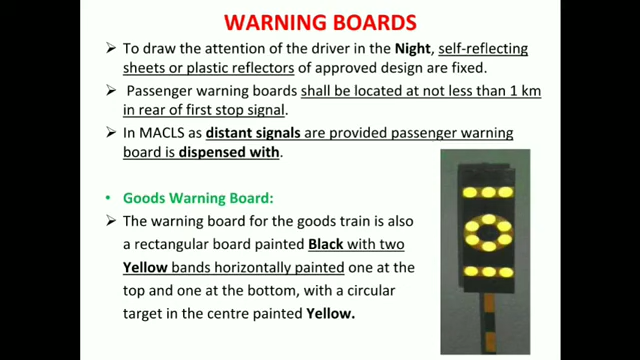 WARNING BOARDS
➢ To draw the attention of the driver in the Night, self-reflecting
sheets or plastic reflectors of approved design are fixed.
➢ Passenger warning boards shall be located at not less than 1 km
in rear of first stop signal.
➢ In MACLS as distant signals are provided passenger warning
board is dispensed with.
• Goods Warning Board:
➢ The warning board for the goods train is also
a rectangular board painted Black with two
Yellow bands horizontally painted one at the
top and one at the bottom, with a circular
target in the centre painted Yellow.